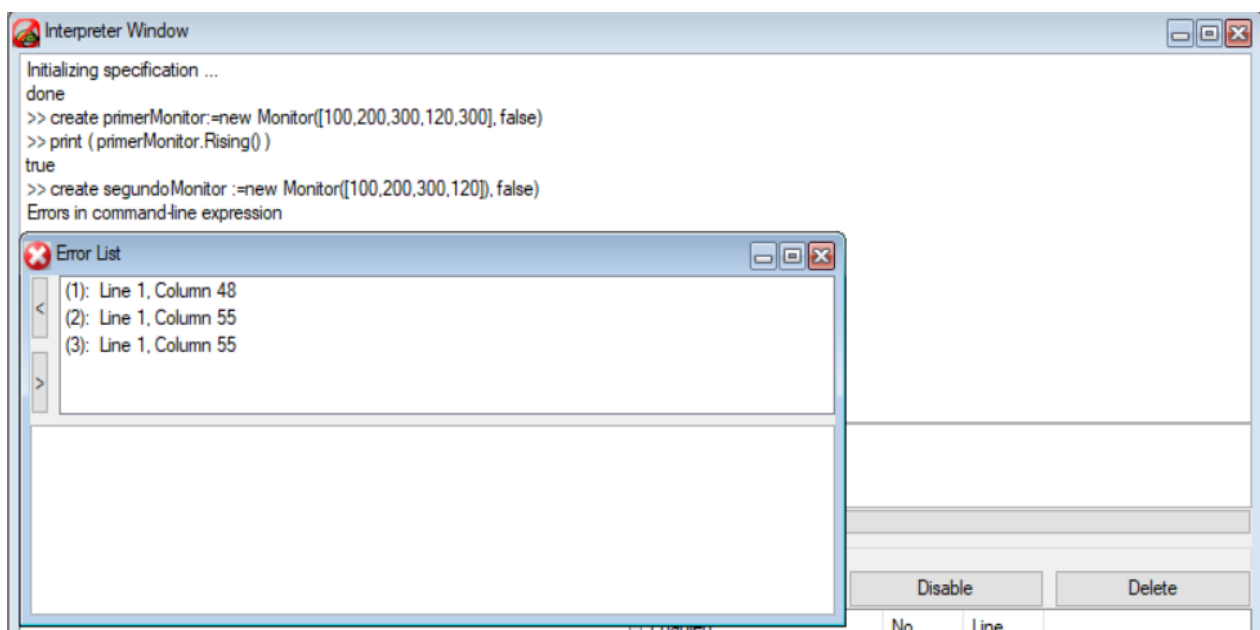 Interpreter Window
Initializing specification ...
done
>> create primerMonitor:=new Monitor([100,200,300,120,300], false)
>> print ( primerMonitor.Rising() )
true
>> create segundoMonitor :=new Monitor([100,200,300,120]), false)
Errors in command-line expression
Error List
(1): Line 1, Column 48
(2): Line 1, Column 55
(3): Line 1, Column 55
<
>
Disable
Delete
No.
Line